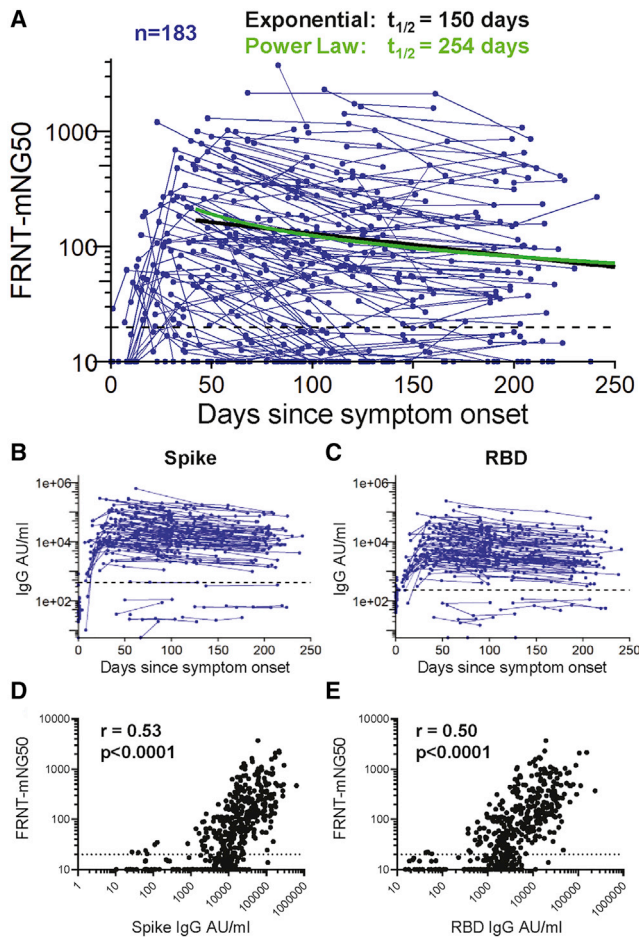 A
n=183
Exponential: t1/2 = 150 days
Power Law: t1/2 = 254 days
FRNT-mNG50
1000
100
10
0 50 100 150 200 250
Days since symptom onset
B
Spike
IgG AU/ml
1e+06
1e+04
1e+02
0 50 100 150 200 250
Days since symptom onset
C
RBD
IgG AU/ml
1e+06
1e+04
1e+02
0 50 100 150 200 250
Days since symptom onset
D
r = 0.53
p<0.0001
FRNT-mNG50
10000
1000
100
10
1 10 100 1000 10000 100000 1000000
Spike IgG AU/ml
E
r = 0.50
p<0.0001
FRNT-mNG50
10000
1000
100
10
10 100 1000 10000 100000 1000000
RBD IgG AU/ml